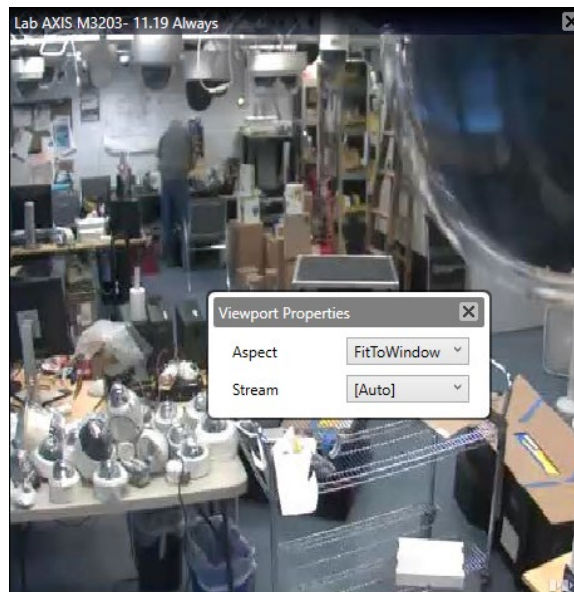 Lab AXIS M3203- 11.19 Always
Viewport Properties
Aspect
FitToWindow
Stream
[Auto]